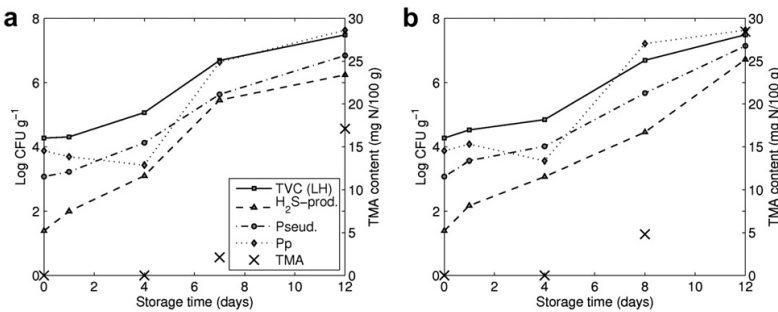 a
b
8
6
4
2
0
Log CFU g⁻¹
30
25
20
15
10
5
0
TMA content (mg N/100 g)
TVC (LH)
H₂S−prod.
Pseud.
Pp
TMA
0 2 4 6 8 10 12
Storage time (days)
8
6
4
2
0
Log CFU g⁻¹
30
25
20
15
10
5
0
TMA content (mg N/100 g)
0 2 4 6 8 10 12
Storage time (days)